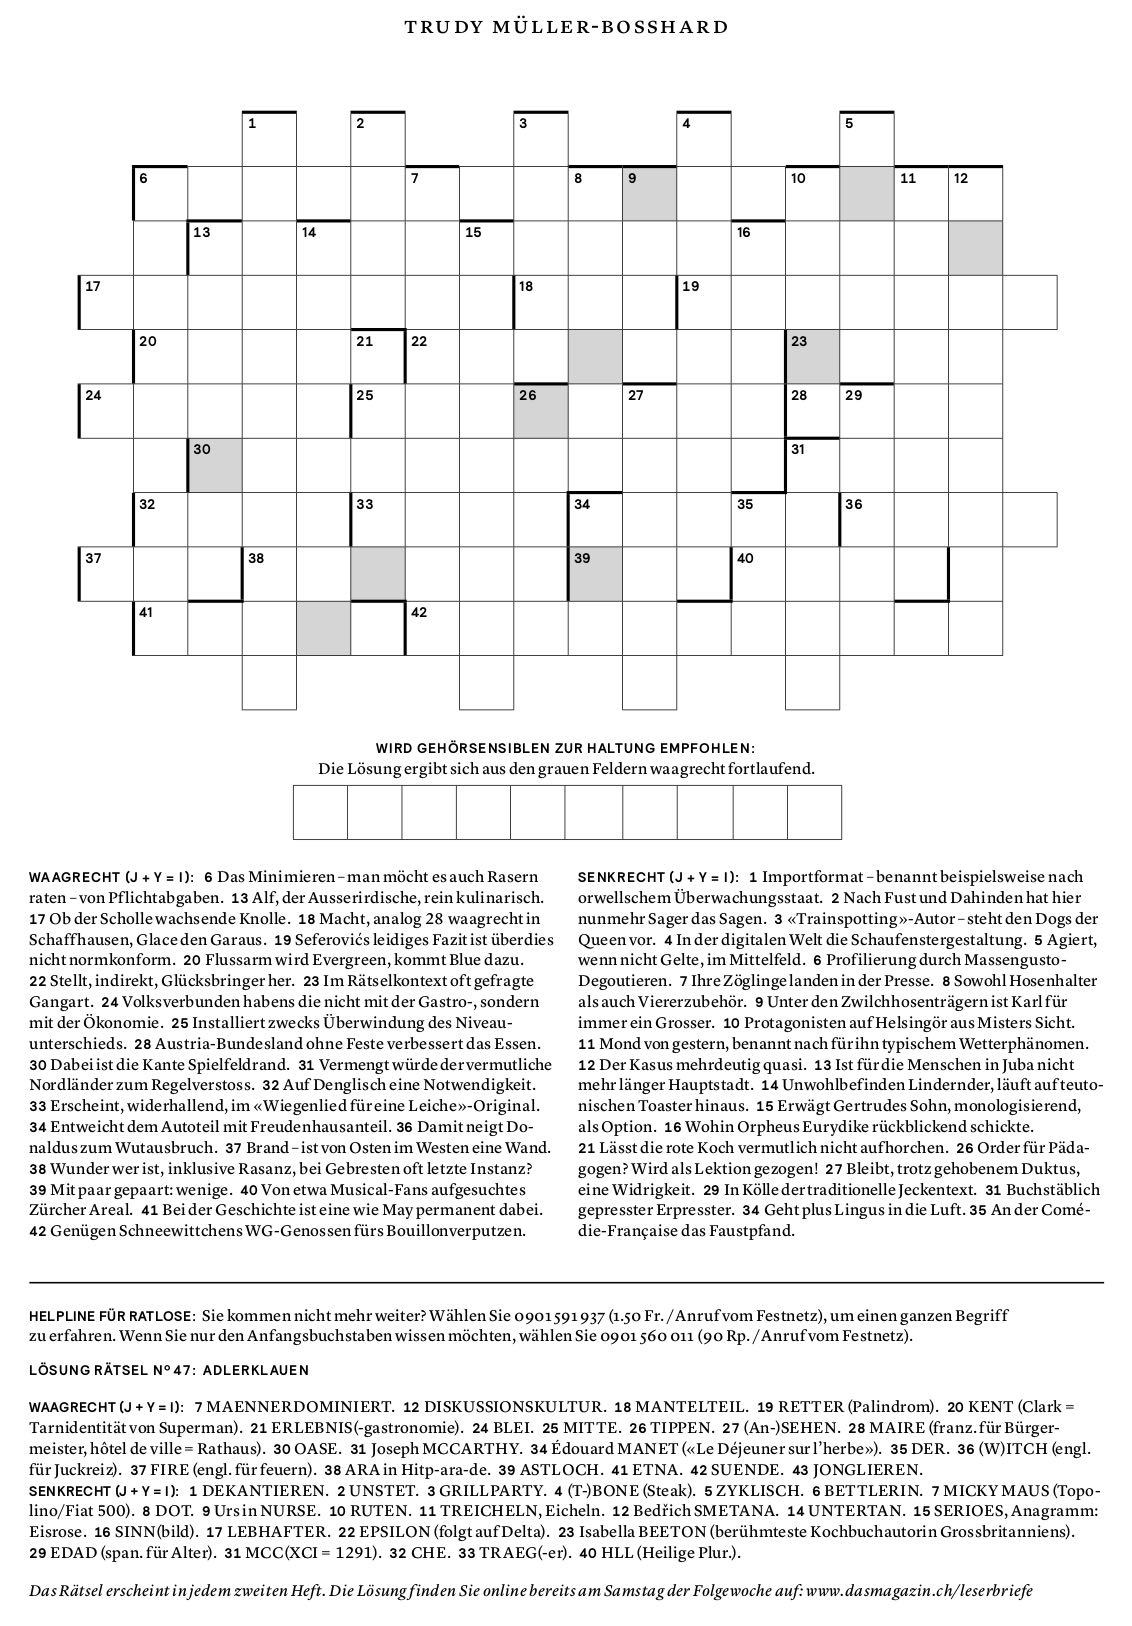 TRUDY MÜLLER-BOSSHARD
1 2 3 4 5
6 7 8 9 10 11 12
13 14 15 16
17 18 19
20 21 22 23
24 25 26 27 28 29
30 31
32 33 34 35 36
37 38 39 40
41 42
WIRD GEHÖRSENSIBLEN ZUR HALTUNG EMPFOHLEN:
Die Lösung ergibt sich aus den grauen Feldern waagrecht fortlaufend.
WAAGRECHT (J + Y = I): 6 Das Minimieren – man möcht es auch Rasern
raten – von Pflichtabgaben. 13 Alf, der Ausserirdische, rein kulinarisch.
17 Ob der Scholle wachsende Knolle. 18 Macht, analog 28 waagrecht in
Schaffhausen, Glace den Garaus. 19 Seferovićs leidiges Fazit ist überdies
nicht normkonform. 20 Flussarm wird Evergreen, kommt Blue dazu.
22 Stellt, indirekt, Glücksbringer her. 23 Im Rätselkontext oft gefragte
Gangart. 24 Volksverbunden habens die nicht mit der Gastro-, sondern
mit der Ökonomie. 25 Installiert zwecks Überwindung des Niveau-
unterschieds. 28 Austria-Bundesland ohne Feste verbessert das Essen.
30 Dabei ist die Kante Spielfeldrand. 31 Vermengt würde der vermutliche
Nordländer zum Regelverstoss. 32 Auf Denglisch eine Notwendigkeit.
33 Erscheint, widerhallend, im «Wiegenlied für eine Leiche»-Original.
34 Entweicht dem Autoteil mit Freudenhausanteil. 36 Damit neigt Do-
naldus zum Wutausbruch. 37 Brand – ist von Osten im Westen eine Wand.
38 Wunder wer ist, inklusive Rasanz, bei Gebresten oft letzte Instanz?
39 Mit paar gepaart: wenige. 40 Von etwa Musical-Fans aufgesuchtes
Zürcher Areal. 41 Bei der Geschichte ist eine wie May permanent dabei.
42 Genügen Schneewittchens WG-Genossen fürs Bouillonverputzen.
SENKRECHT (J + Y = I): 1 Importformat – benannt beispielsweise nach
orwellschem Überwachungsstaat. 2 Nach Fust und Dahinden hat hier
nunmehr Sager das Sagen. 3 «Trainspotting»-Autor – steht den Dogs der
Queen vor. 4 In der digitalen Welt die Schaufenstergestaltung. 5 Agiert,
wenn nicht Gelte, im Mittelfeld. 6 Profilierung durch Massengusto-
Degoutieren. 7 Ihre Zöglinge landen in der Presse. 8 Sowohl Hosenhalter
als auch Viererzubehör. 9 Unter den Zwilchhosenträgern ist Karl für
immer ein Grosser. 10 Protagonisten auf Helsingör aus Misters Sicht.
11 Mond von gestern, benannt nach für ihn typischem Wetterphänomen.
12 Der Kasus mehrdeutig quasi. 13 Ist für die Menschen in Juba nicht
mehr länger Hauptstadt. 14 Unwohlbefinden Lindernder, läuft auf teuto-
nischen Toaster hinaus. 15 Erwägt Gertrudes Sohn, monologisierend,
als Option. 16 Wohin Orpheus Eurydike rückblickend schickte.
21 Lässt die rote Koch vermutlich nicht aufhorchen. 26 Order für Päda-
gogen? Wird als Lektion gezogen! 27 Bleibt, trotz gehobenem Duktus,
eine Widrigkeit. 29 In Kölle der traditionelle Jeckentext. 31 Buchstäblich
gepresster Erpresster. 34 Geht plus Lingus in die Luft. 35 An der Comé-
die-Française das Faustpfand.
HELPLINE FÜR RATLOSE: Sie kommen nicht mehr weiter? Wählen Sie 0901 591 937 (1.50 Fr. / Anruf vom Festnetz), um einen ganzen Begriff
zu erfahren. Wenn Sie nur den Anfangsbuchstaben wissen möchten, wählen Sie 0901 560 011 (90 Rp. / Anruf vom Festnetz).
LÖSUNG RÄTSEL Nº 47: ADLERKLAUEN
WAAGRECHT (J + Y = I): 7 MAENNERDOMINIERT. 12 DISKUSSIONSKULTUR. 18 MANTELTEIL. 19 RETTER (Palindrom). 20 KENT (Clark =
Tarnidentität von Superman). 21 ERLEBNIS(-gastronomie). 24 BLEI. 25 MITTE. 26 TIPPEN. 27 (An-)SEHEN. 28 MAIRE (franz. für Bürger-
meister, hôtel de ville = Rathaus). 30 OASE. 31 Joseph MCCARTHY. 34 Édouard MANET («Le Déjeuner sur l'herbe»). 35 DER. 36 (W)ITCH (engl.
für Juckreiz). 37 FIRE (engl. für feuern). 38 ARA in Hitp-ara-de. 39 ASTLOCH. 41 ETNA. 42 SUENDE. 43 JONGLIEREN.
SENKRECHT (J + Y = I): 1 DEKANTIEREN. 2 UNSTET. 3 GRILLPARTY. 4 (T-)BONE (Steak). 5 ZYKLISCH. 6 BETTLERIN. 7 MICKY MAUS (Topo-
lino/Fiat 500). 8 DOT. 9 Urs in NURSE. 10 RUTEN. 11 TREICHELN, Eicheln. 12 Bedřich SMETANA. 14 UNTERTAN. 15 SERIOES, Anagramm:
Eisrose. 16 SINN(bild). 17 LEBHAFTER. 22 EPSILON (folgt auf Delta). 23 Isabella BEETON (berühmteste Kochbuchautorin Grossbritanniens).
29 EDAD (span. für Alter). 31 MCC(XCI = 1291). 32 CHE. 33 TRAEG(-er). 40 HLL (Heilige Plur.).
Das Rätsel erscheint in jedem zweiten Heft. Die Lösung finden Sie online bereits am Samstag der Folgewoche auf: www.dasmagazin.ch/leserbriefe